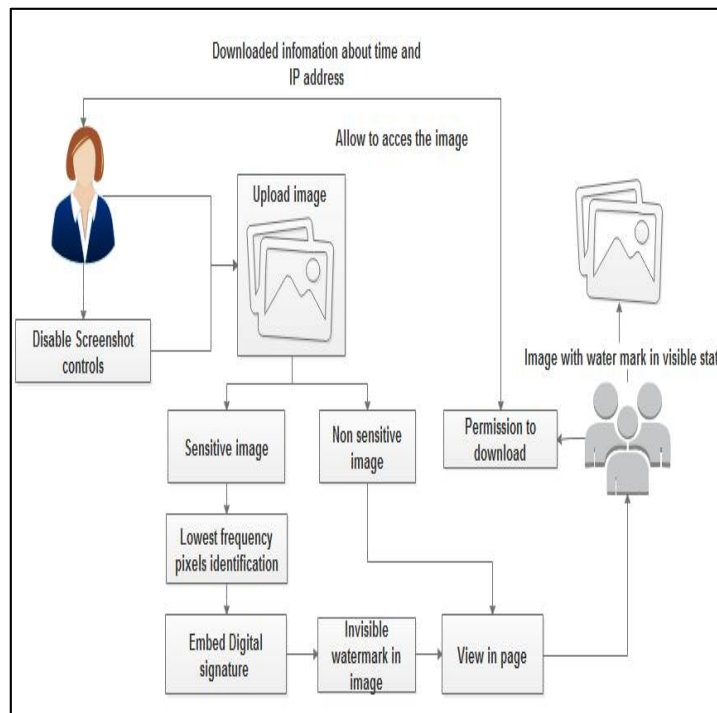 Downloaded infomation about time and
IP address
Allow to acces the image
Upload image
Disable Screenshot
controls
Image with water mark in visible stat
Sensitive image
Non sensitive
image
Permission to
download
Lowest frequency
pixels identification
Embed Digital
signature
Invisible
watermark in
image
View in page